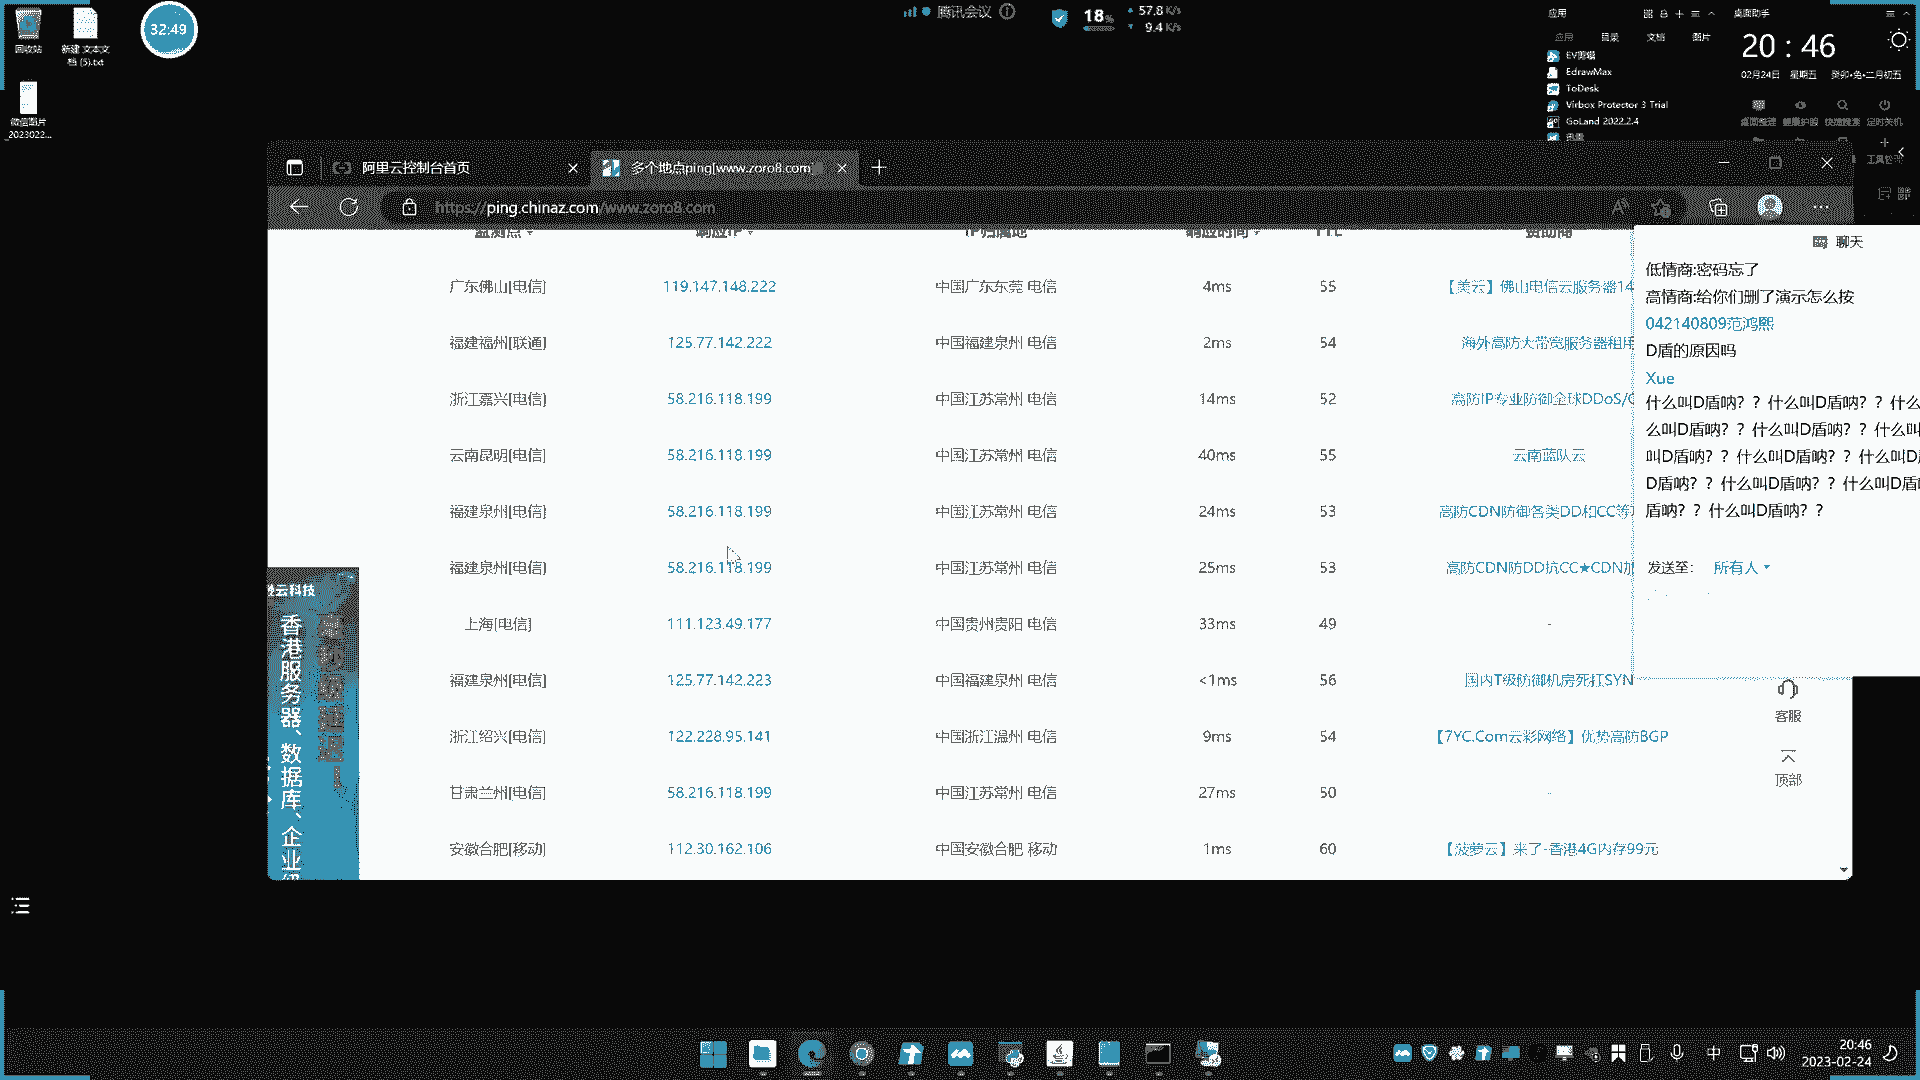 回收站
新建 文本文
档 (5).txt
32:49
微信图片
_2023022...
腾讯会议
18%
57.8 K/s
9.4 K/s
应用
应用 目录 文档 图片
EV剪辑
EdrawMax
ToDesk
Virbox Protector 3 Trial
GoLand 2022.2.4
迅雷
桌面助手
20 : 46
02月24日 星期五 癸卯•兔•二月初五
定时关机
阿里云控制台首页
多个地点ping[www.zoro8.com]
https://ping.chinaz.com/www.zoro8.com
监测点 响应IP IP归属地 响应时间 TTL 赞助商
广东佛山[电信] 119.147.148.222 中国广东东莞 电信 4ms 55 佛山电信云服务器14
福建福州[联通] 125.77.142.222 中国福建泉州 电信 2ms 54 海外高防大带宽服务器租用
浙江嘉兴[电信] 58.216.118.199 中国江苏常州 电信 14ms 52 高防IP专业防御全球DDoS/C
云南昆明[电信] 58.216.118.199 中国江苏常州 电信 40ms 55 云南蓝队云
福建泉州[电信] 58.216.118.199 中国江苏常州 电信 24ms 53 高防CDN防御各类DD和CC等
福建泉州[电信] 58.216.118.199 中国江苏常州 电信 25ms 53 高防CDN防DD抗CC★CDN加
上海[电信] 111.123.49.177 中国贵州贵阳 电信 33ms 49 -
福建泉州[电信] 125.77.142.223 中国福建泉州 电信 <1ms 56 国内T级防御机房死扛SYN
浙江绍兴[电信] 122.228.95.141 中国浙江温州 电信 9ms 54 【7YC.Com云彩网络】优势高防BGP
甘肃兰州[电信] 58.216.118.199 中国江苏常州 电信 27ms 50 -
安徽合肥[移动] 112.30.162.106 中国安徽合肥 移动 1ms 60 【菠萝云】来了-香港4G内存99元
云科技
香港服务器、数据库、企业级
聊天
低情商:密码忘了
高情商:给你们删了演示怎么按
042140809范鸿熙
D盾的原因吗
Xue
什么叫D盾呐？？什么叫D盾呐？？什么
么叫D盾呐？？什么叫D盾呐？？什么叫
叫D盾呐？？什么叫D盾呐？？什么叫D
D盾呐？？什么叫D盾呐？？什么叫D盾
盾呐？？什么叫D盾呐？？
发送至： 所有人
客服
顶部
中
20:46
2023-02-24